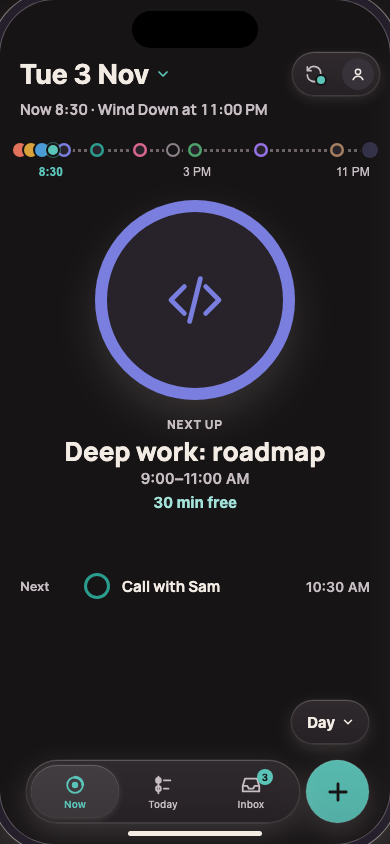 Tue 3 Nov
Now 8:30 · Wind Down at 11:00 PM
8:30 3 PM 11 PM
</>
NEXT UP
Deep work: roadmap
9:00–11:00 AM
30 min free
Next Call with Sam 10:30 AM
Day
3
Now Today Inbox